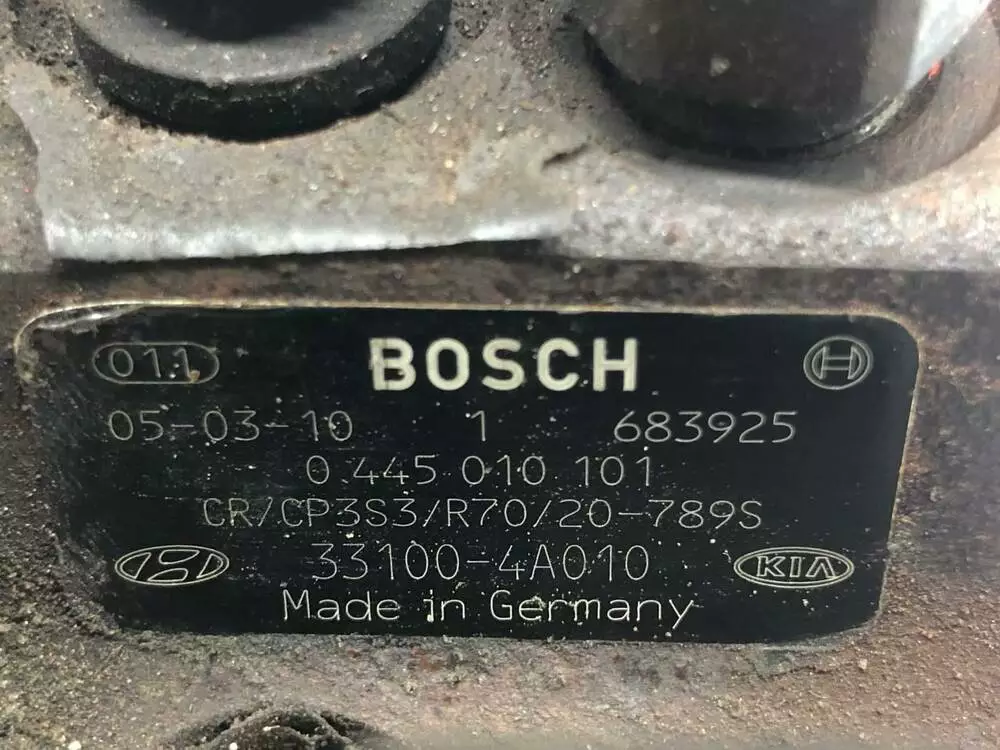 011 BOSCH
05-03-10 1 683925
0 445 010 101
CR/CP3S3/R70/20-789S
33100-4A010 KIA
Made in Germany